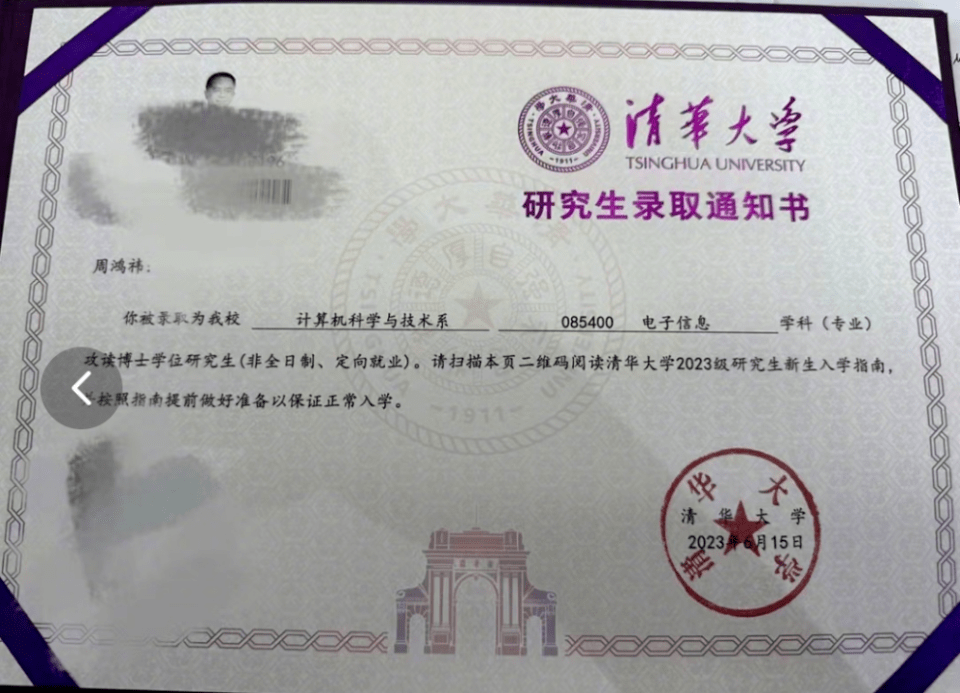 清華大学
TSINGHUA UNIVERSITY
研究生录取通知书
周鸿祎:
你被录取为我校 计算机科学与技术系 085400 电子信息 学科（专业）
攻读博士学位研究生(非全日制、定向就业)。请扫描本页二维码阅读清华大学2023级研究生新生入学指南,
按照指南提前做好准备以保证正常入学。
清华大学
清华大学
2023年6月15日
-1911-